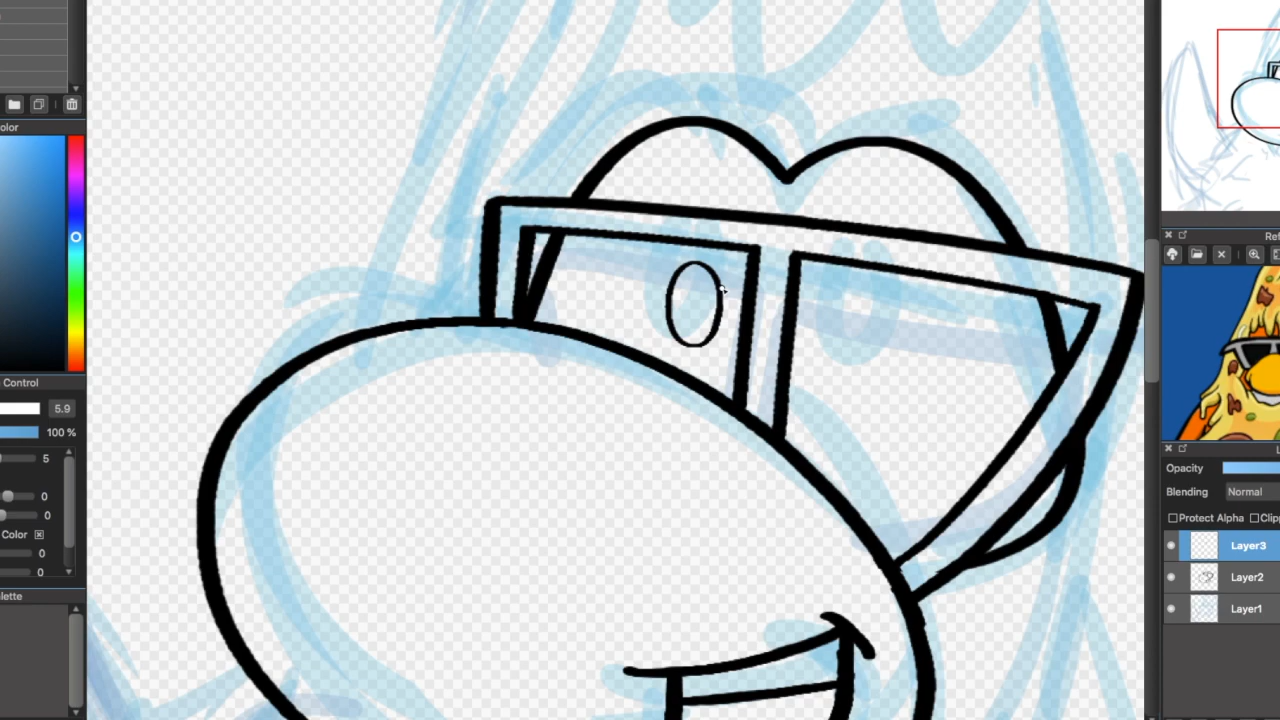 olor
Control
5.9
100 %
5
0
0
Color
0
0
lette
Ref
L
Opacity
Blending
Normal
Protect Alpha
Clip
Layer3
Layer2
Layer1